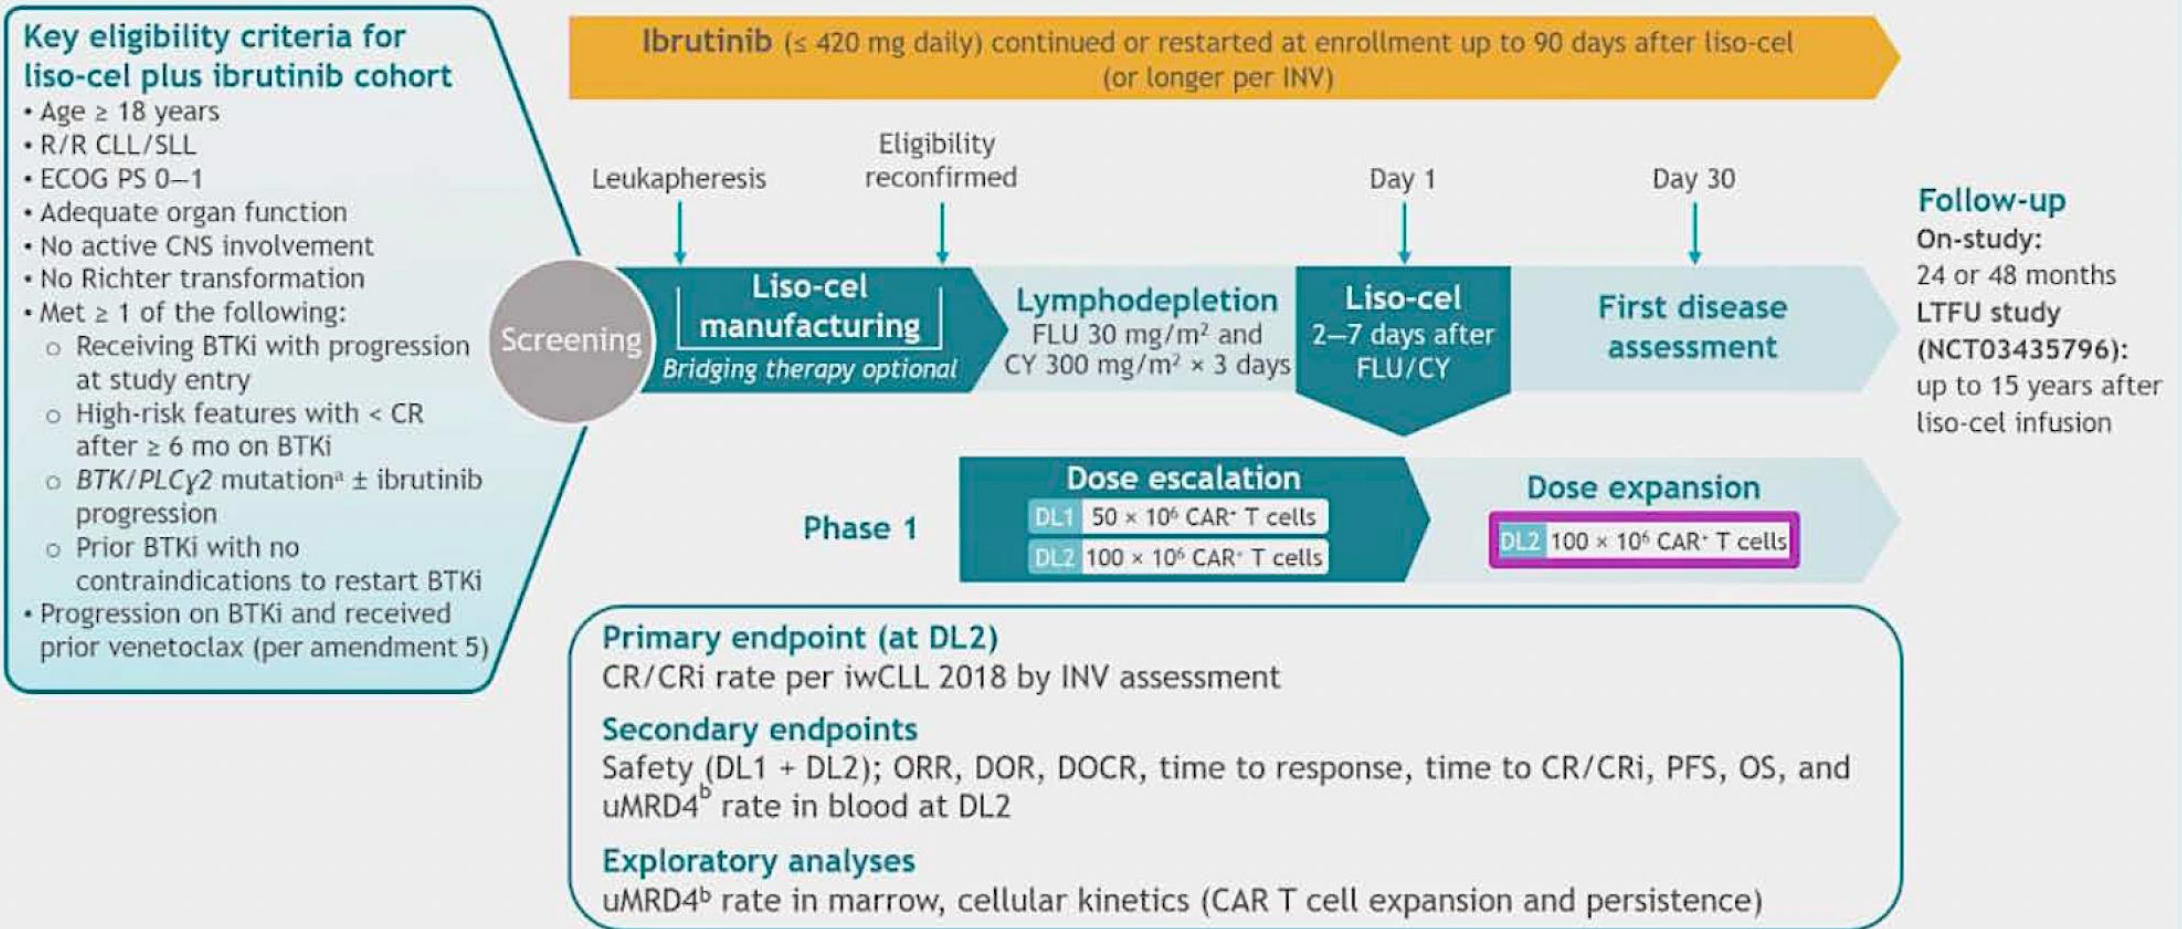 Key eligibility criteria for
liso-cel plus ibrutinib cohort
• Age ≥ 18 years
• R/R CLL/SLL
• ECOG PS 0–1
• Adequate organ function
• No active CNS involvement
• No Richter transformation
• Met ≥ 1 of the following:
o Receiving BTKi with progression
at study entry
o High-risk features with < CR
after ≥ 6 mo on BTKi
o BTK/PLCγ2 mutationᵃ ± ibrutinib
progression
o Prior BTKi with no
contraindications to restart BTKi
• Progression on BTKi and received
prior venetoclax (per amendment 5)
Ibrutinib (≤ 420 mg daily) continued or restarted at enrollment up to 90 days after liso-cel
(or longer per INV)
Leukapheresis
Eligibility
reconfirmed
Day 1
Day 30
Screening
Liso-cel
manufacturing
Bridging therapy optional
Lymphodepletion
FLU 30 mg/m² and
CY 300 mg/m² × 3 days
Liso-cel
2–7 days after
FLU/CY
First disease
assessment
Follow-up
On-study:
24 or 48 months
LTFU study
(NCT03435796):
up to 15 years after
liso-cel infusion
Phase 1
Dose escalation
DL1 50 × 10⁶ CAR⁺ T cells
DL2 100 × 10⁶ CAR⁺ T cells
Dose expansion
DL2 100 × 10⁶ CAR⁺ T cells
Primary endpoint (at DL2)
CR/CRi rate per iwCLL 2018 by INV assessment
Secondary endpoints
Safety (DL1 + DL2); ORR, DOR, DOCR, time to response, time to CR/CRi, PFS, OS, and
uMRD4ᵇ rate in blood at DL2
Exploratory analyses
uMRD4ᵇ rate in marrow, cellular kinetics (CAR T cell expansion and persistence)